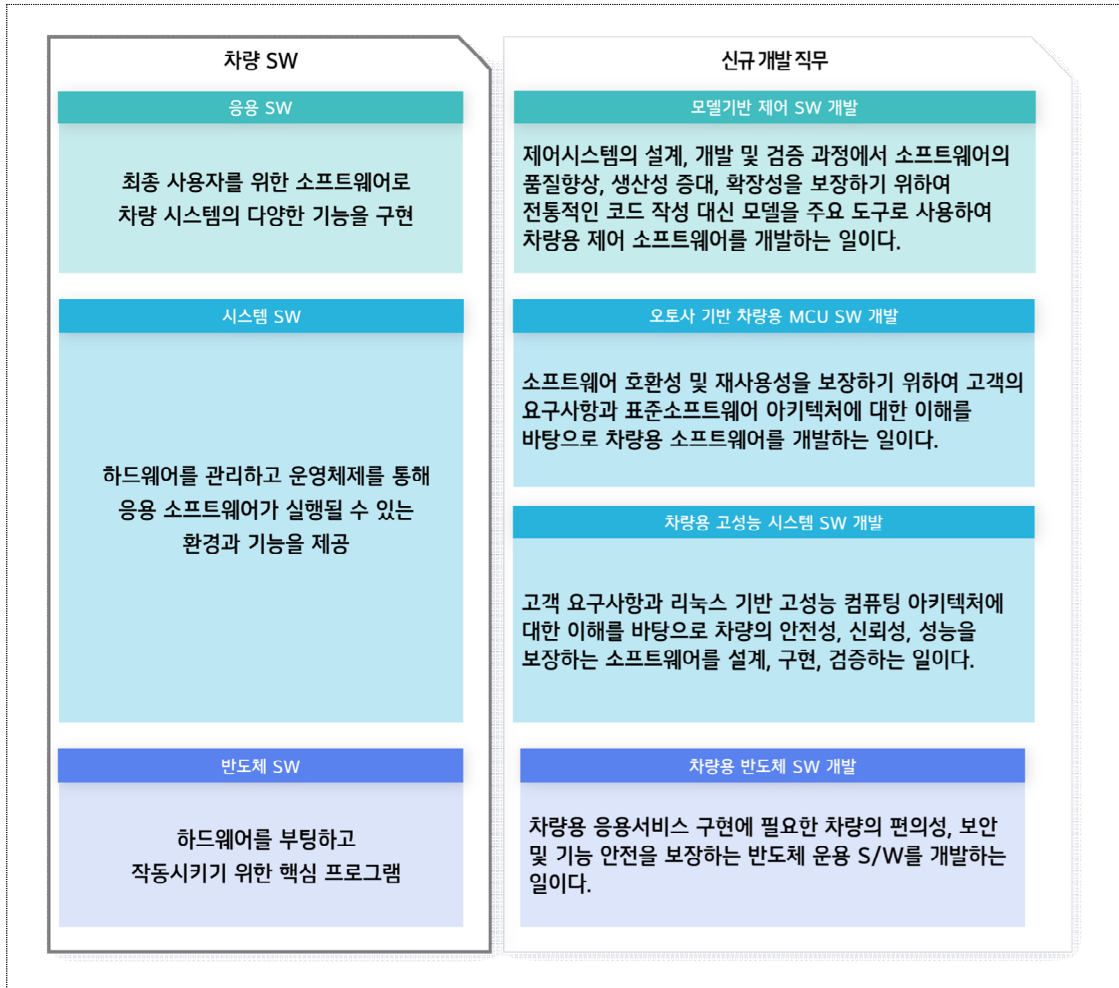 차량 SW
응용 SW
최종 사용자를 위한 소프트웨어로
차량 시스템의 다양한 기능을 구현
시스템 SW
하드웨어를 관리하고 운영체제를 통해
응용 소프트웨어가 실행될 수 있는
환경과 기능을 제공
반도체 SW
하드웨어를 부팅하고
작동시키기 위한 핵심 프로그램
신규 개발 직무
모델기반 제어 SW 개발
제어시스템의 설계, 개발 및 검증 과정에서 소프트웨어의
품질향상, 생산성 증대, 확장성을 보장하기 위하여
전통적인 코드 작성 대신 모델을 주요 도구로 사용하여
차량용 제어 소프트웨어를 개발하는 일이다.
오토사 기반 차량용 MCU SW 개발
소프트웨어 호환성 및 재사용성을 보장하기 위하여 고객의
요구사항과 표준소프트웨어 아키텍처에 대한 이해를
바탕으로 차량용 소프트웨어를 개발하는 일이다.
차량용 고성능 시스템 SW 개발
고객 요구사항과 리눅스 기반 고성능 컴퓨팅 아키텍처에
대한 이해를 바탕으로 차량의 안전성, 신뢰성, 성능을
보장하는 소프트웨어를 설계, 구현, 검증하는 일이다.
차량용 반도체 SW 개발
차량용 응용서비스 구현에 필요한 차량의 편의성, 보안
및 기능 안전을 보장하는 반도체 운용 S/W를 개발하는
일이다.